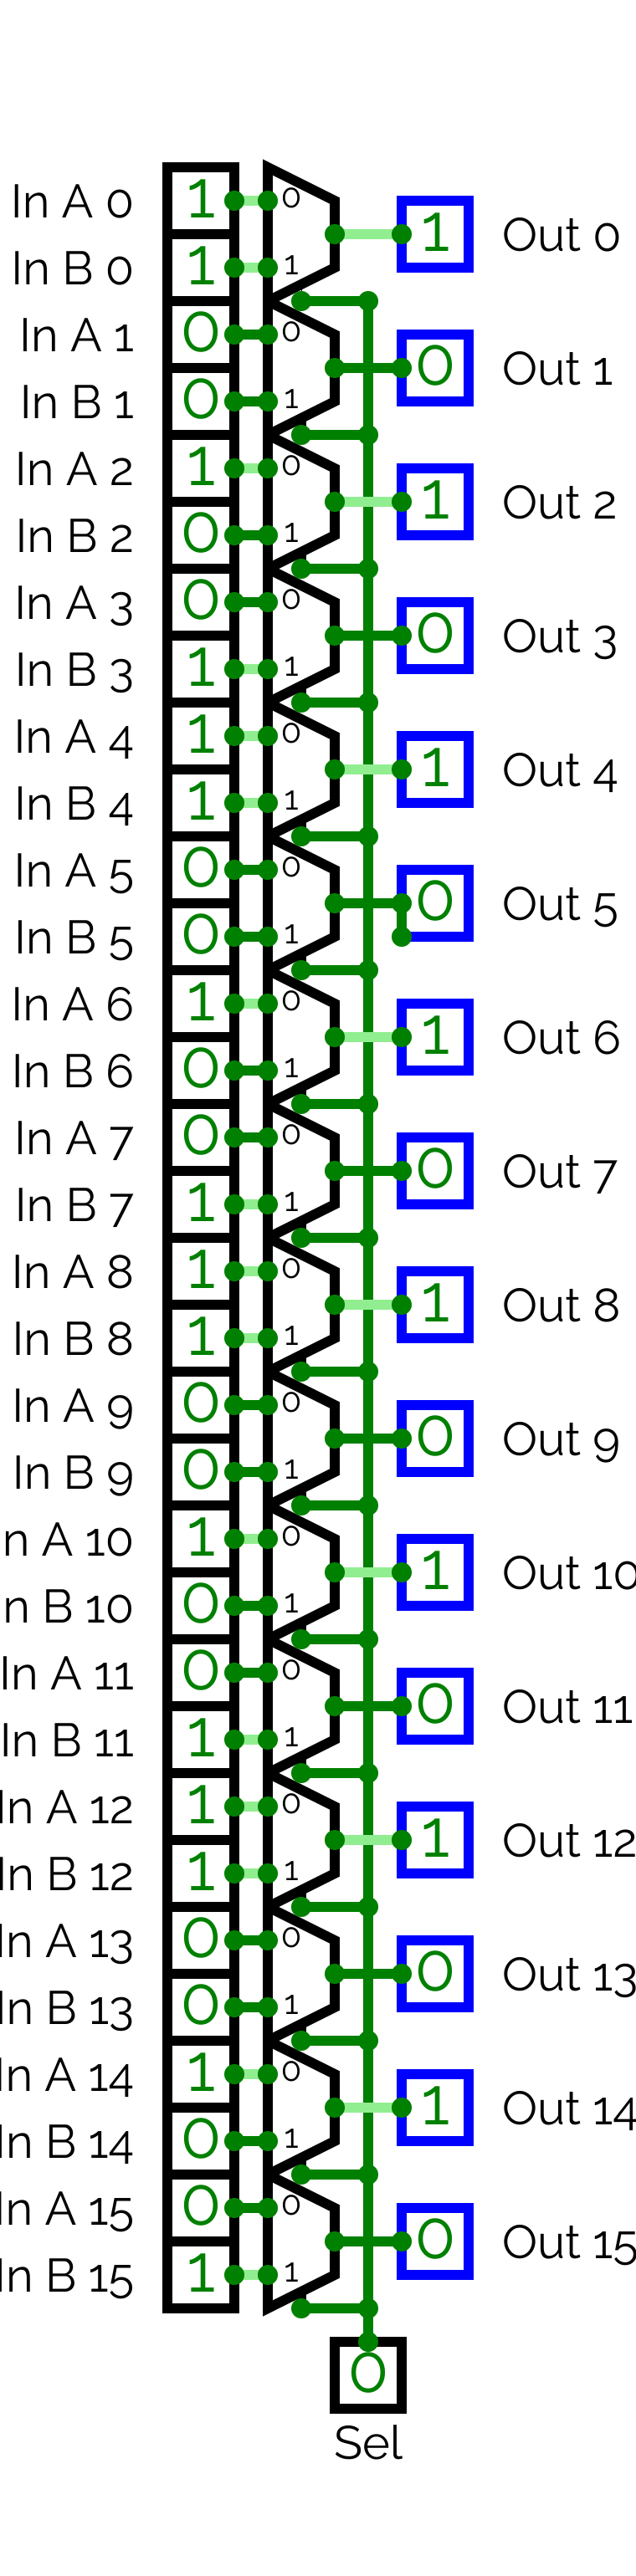 In A 0 1 0
1 Out 0
In B 0 1 1
In A 1 0 0
0 Out 1
In B 1 0 1
In A 2 1 0
1 Out 2
In B 2 0 1
In A 3 0 0
0 Out 3
In B 3 1 1
In A 4 1 0
1 Out 4
In B 4 1 1
In A 5 0 0
0 Out 5
In B 5 0 1
In A 6 1 0
1 Out 6
In B 6 0 1
In A 7 0 0
0 Out 7
In B 7 1 1
In A 8 1 0
1 Out 8
In B 8 1 1
In A 9 0 0
0 Out 9
In B 9 0 1
n A 10 1 0
1 Out 10
n B 10 0 1
In A 11 0 0
0 Out 11
In B 11 1 1
In A 12 1 0
1 Out 12
In B 12 1 1
In A 13 0 0
0 Out 13
In B 13 0 1
In A 14 1 0
1 Out 14
In B 14 0 1
In A 15 0 0
0 Out 15
In B 15 1 1
0
Sel